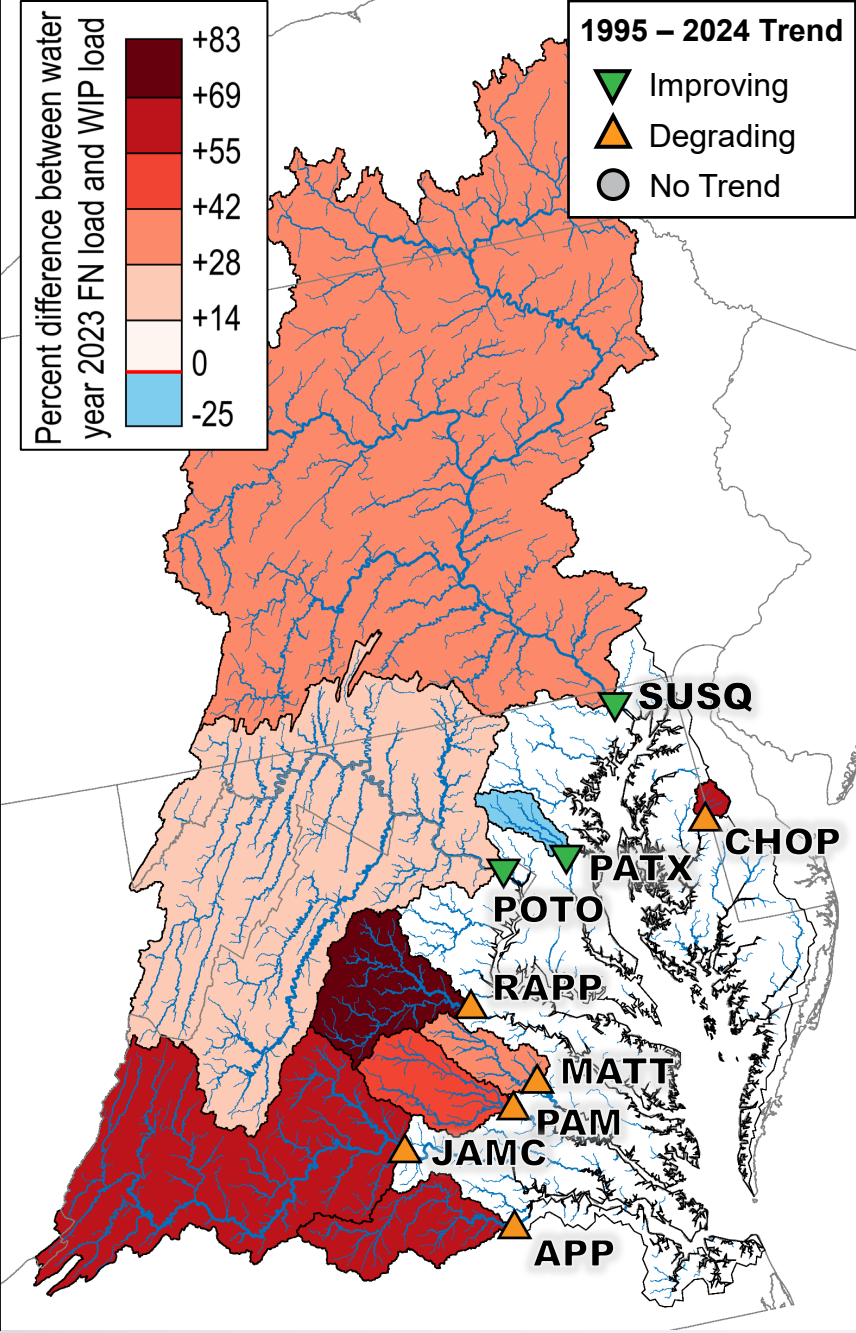 Percent difference between water
year 2023 FN load and WIP load
+83
+69
+55
+42
+28
+14
0
-25
1995 – 2024 Trend
Improving
Degrading
No Trend
SUSQ
CHOP
PATX
POTO
RAPP
MATT
PAM
JAMC
APP